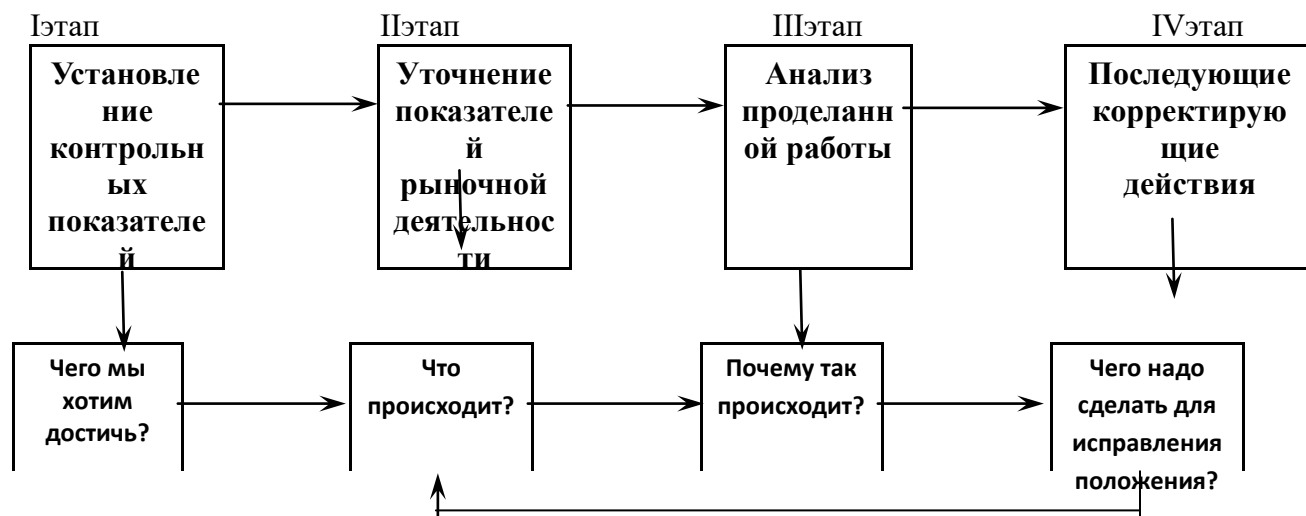 Iэтап
IIэтап
IIIэтап
IVэтап
Установле
ние
контрольн
ых
показателе
й
Уточнение
показателе
й
рыночной
деятельнос
ти
Анализ
проделанн
ой работы
Последующие
корректирую
щие
действия
Чего мы
хотим
достичь?
Что
происходит?
Почему так
происходит?
Чего надо
сделать для
исправления
положения?